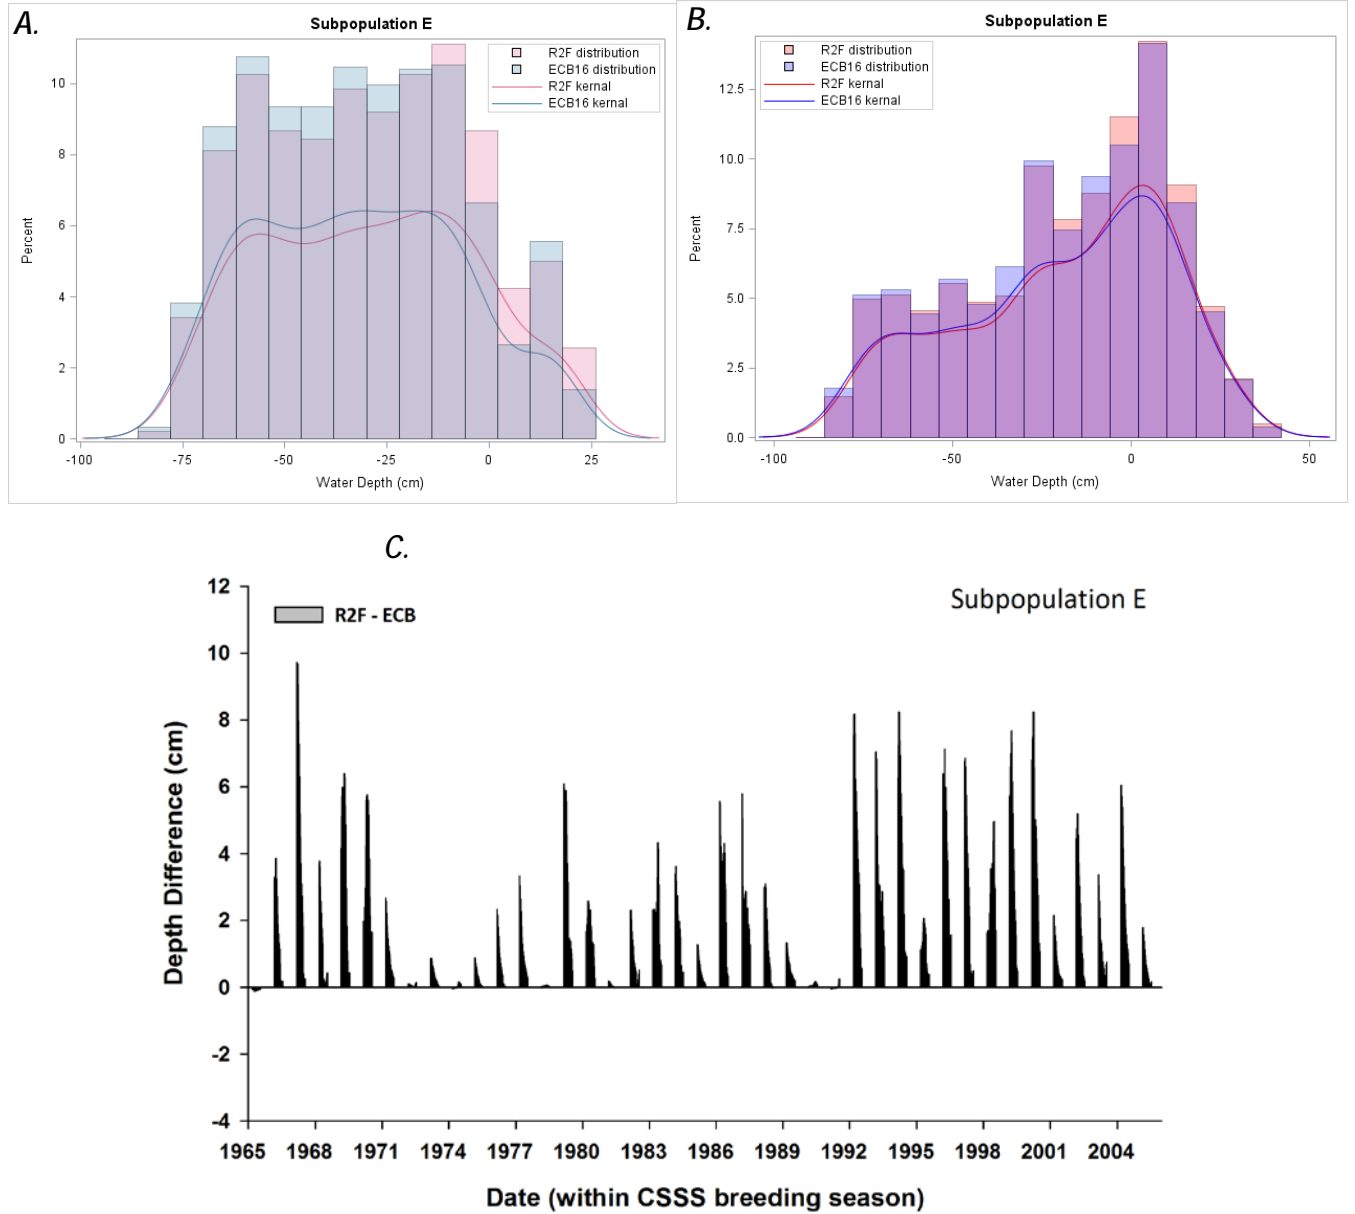 A.
Subpopulation E
R2F distribution
ECB16 distribution
R2F kernal
ECB16 kernal
10
8
6
4
2
0
Percent
-100 -75 -50 -25 0 25
Water Depth (cm)
B.
Subpopulation E
R2F distribution
ECB16 distribution
R2F kernal
ECB16 kernal
12.5
10.0
7.5
5.0
2.5
0.0
Percent
-100 -50 0 50
Water Depth (cm)
C.
Subpopulation E
R2F - ECB
12
10
8
6
4
2
0
-2
-4
Depth Difference (cm)
1965 1968 1971 1974 1977 1980 1983 1986 1989 1992 1995 1998 2001 2004
Date (within CSSS breeding season)